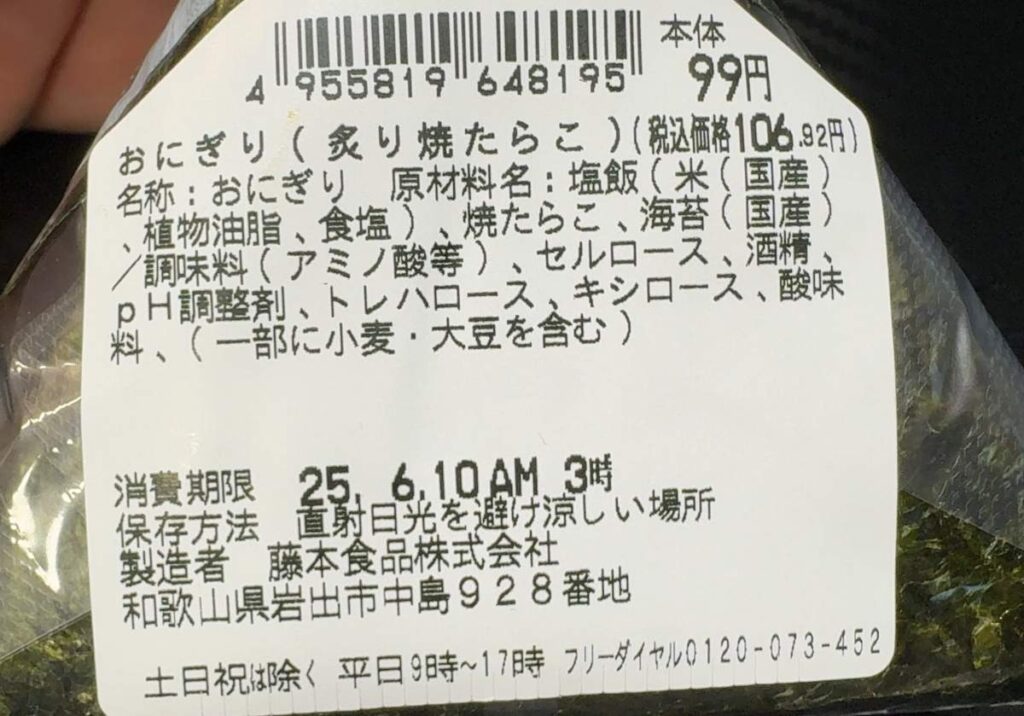 本体
99円
4 955819 648195
おにぎり(炙り焼たらこ)(税込価格106.92円)
名称:おにぎり 原材料名:塩飯(米(国産)
、植物油脂、食塩)、焼たらこ、海苔(国産)
/調味料(アミノ酸等)、セルロース、酒精、
pH調整剤、トレハロース、キシロース、酸味
料、(一部に小麦・大豆を含む)
消費期限 25. 6.10 AM 3時
保存方法 直射日光を避け涼しい場所
製造者 藤本食品株式会社
和歌山県岩出市中島928番地
土日祝は除く 平日9時~17時 フリーダイヤル0120-073-452